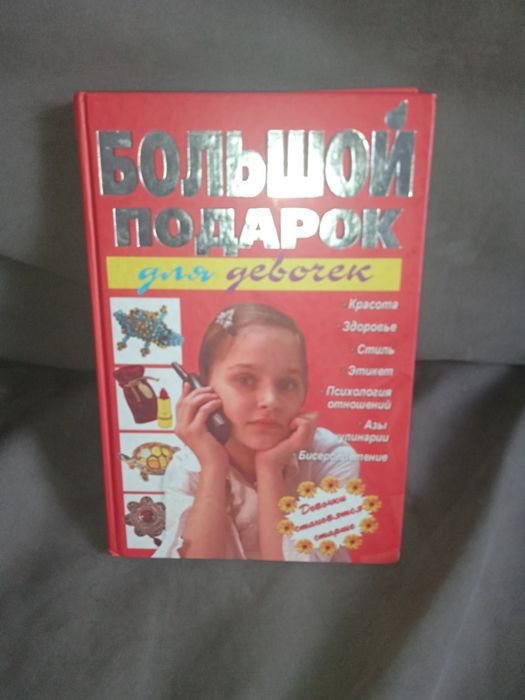 БОЛЬШОЙ
ПОДАРОК
для девочек
· Красота
· Здоровье
· Стиль
· Этикет
· Психология
отношений
· Азы
кулинарии
· Бисероплетение
Девочки
становятся
старше